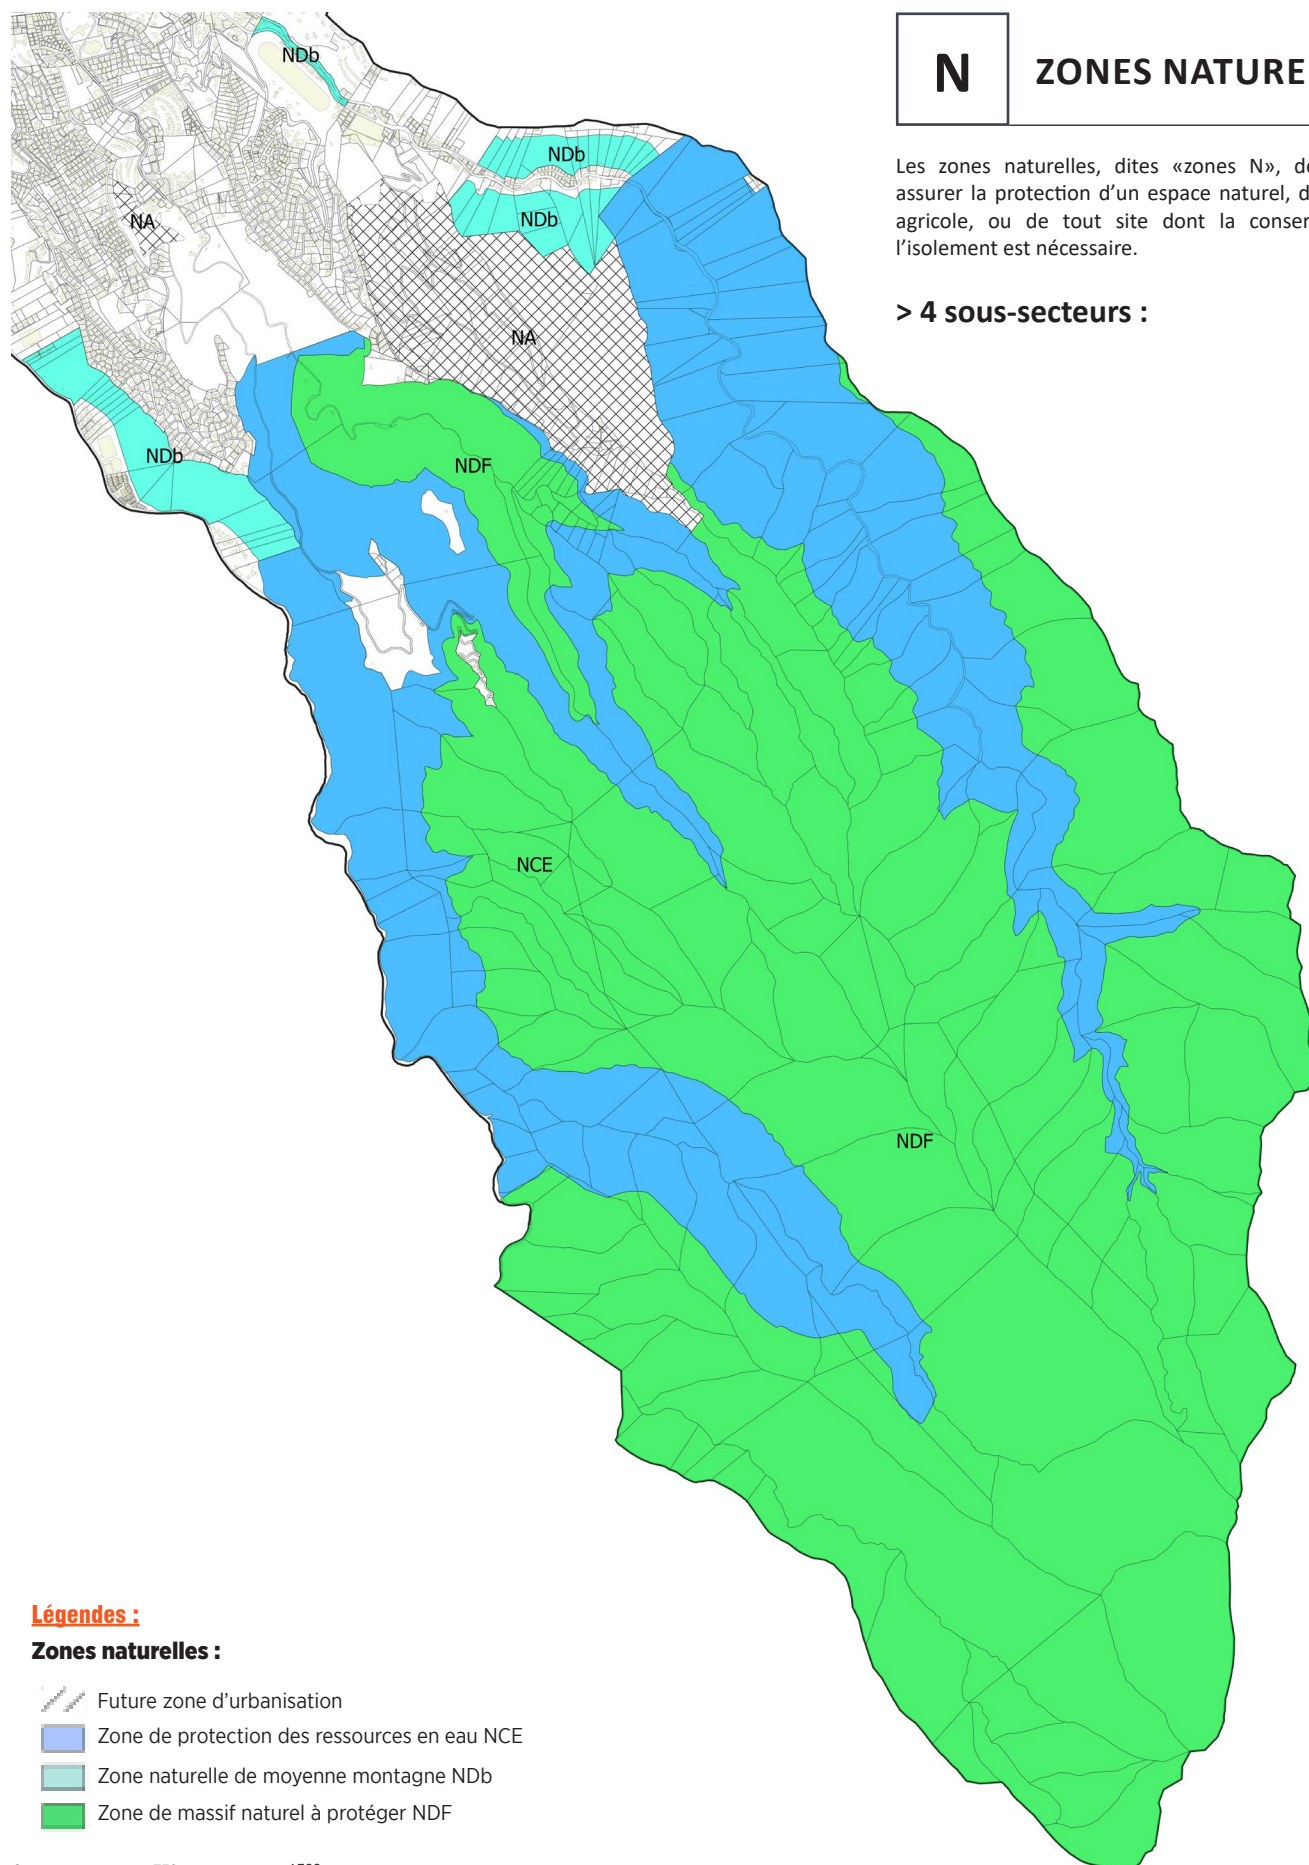 N
ZONES NATURE
Les zones naturelles, dites «zones N», 
assurer la protection d’un espace naturel,
agricole, ou de tout site dont la
l’isolement est nécessaire.
> 4 sous-secteurs :
NDb
NDb
NDb
NA
NA
NDb
NDF
NCE
NDF
Légendes :
Zones naturelles :
Future zone d’urbanisation
Zone de protection des ressources en eau NCE
Zone naturelle de moyenne montagne NDb
Zone de massif naturel à protéger NDF